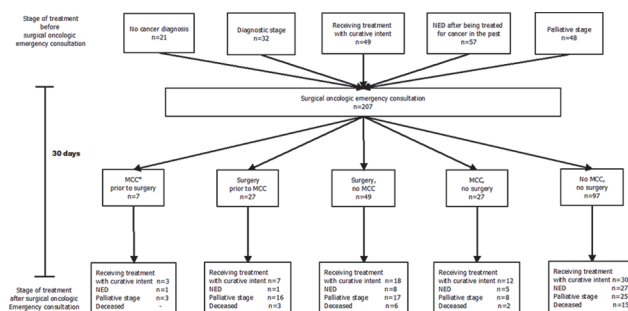 Stage of treatment
before
surgical oncologic
emergency consultation
No cancer diagnosis
n=21
Diagnostic stage
n=32
Receiving treatment
with curative intent
n=49
NED after being treated
for cancer in the past
n=57
Palliative stage
n=48
Surgical oncologic emergency consultation
n=207
30 days
MCC*
prior to surgery
n=7
Surgery
prior to MCC
n=27
Surgery,
no MCC
n=49
MCC,
no surgery
n=27
No MCC,
no surgery
n=97
Stage of treatment
after surgical oncologic
Emergency consultation
Receiving treatment
with curative intent n=3
NED n=1
Palliative stage n=3
Deceased -
Receiving treatment
with curative intent n=7
NED n=1
Palliative stage n=16
Deceased n=3
Receiving treatment
with curative intent n=18
NED n=8
Palliative stage n=17
Deceased n=6
Receiving treatment
with curative intent n=12
NED n=5
Palliative stage n=8
Deceased n=2
Receiving treatment
with curative intent n=30
NED n=27
Palliative stage n=25
Deceased n=15